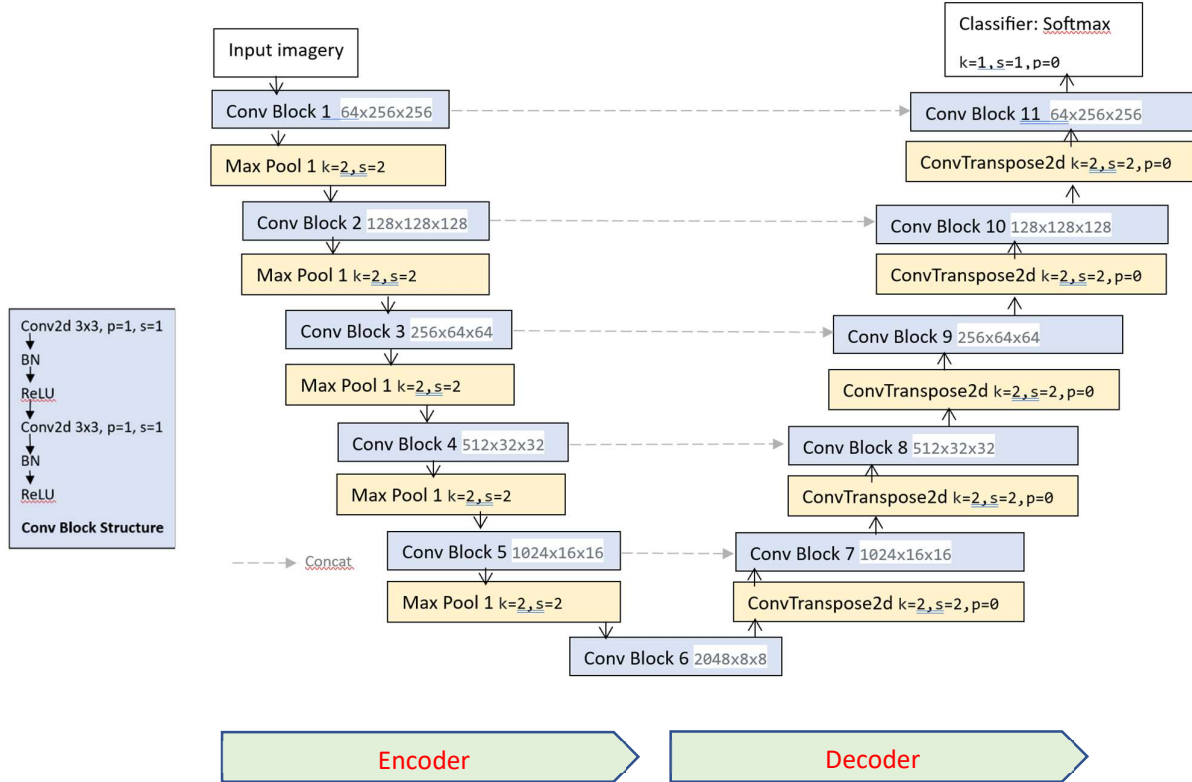 Input imagery
Conv Block 1 64x256x256
Max Pool 1 k=2,s=2
Conv Block 2 128x128x128
Max Pool 1 k=2,s=2
Conv Block 3 256x64x64
Max Pool 1 k=2,s=2
Conv Block 4 512x32x32
Max Pool 1 k=2,s=2
Conv Block 5 1024x16x16
Max Pool 1 k=2,s=2
Conv Block 6 2048x8x8
ConvTranspose2d k=2,s=2,p=0
Conv Block 7 1024x16x16
ConvTranspose2d k=2,s=2,p=0
Conv Block 8 512x32x32
ConvTranspose2d k=2,s=2,p=0
Conv Block 9 256x64x64
ConvTranspose2d k=2,s=2,p=0
Conv Block 10 128x128x128
ConvTranspose2d k=2,s=2,p=0
Conv Block 11 64x256x256
Classifier: Softmax
k=1,s=1,p=0
Conv2d 3x3, p=1, s=1
BN
ReLU
Conv2d 3x3, p=1, s=1
BN
ReLU
Conv Block Structure
Concat
Encoder
Decoder